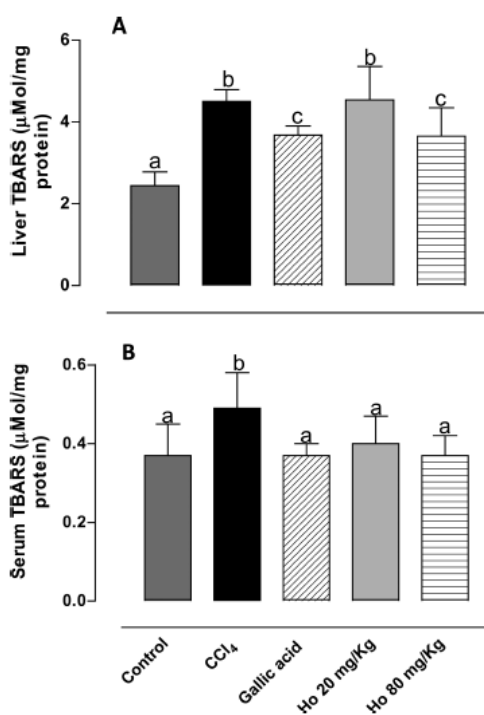 A
Liver TBARS (µMol/mg
protein)
6
4
2
0
a
b
c
b
c
B
Serum TBARS (µMol/mg
protein)
0.6
0.4
0.2
0.0
a
b
a
a
a
Control
CCl₄
Gallic acid
Ho 20 mg/Kg
Ho 80 mg/Kg